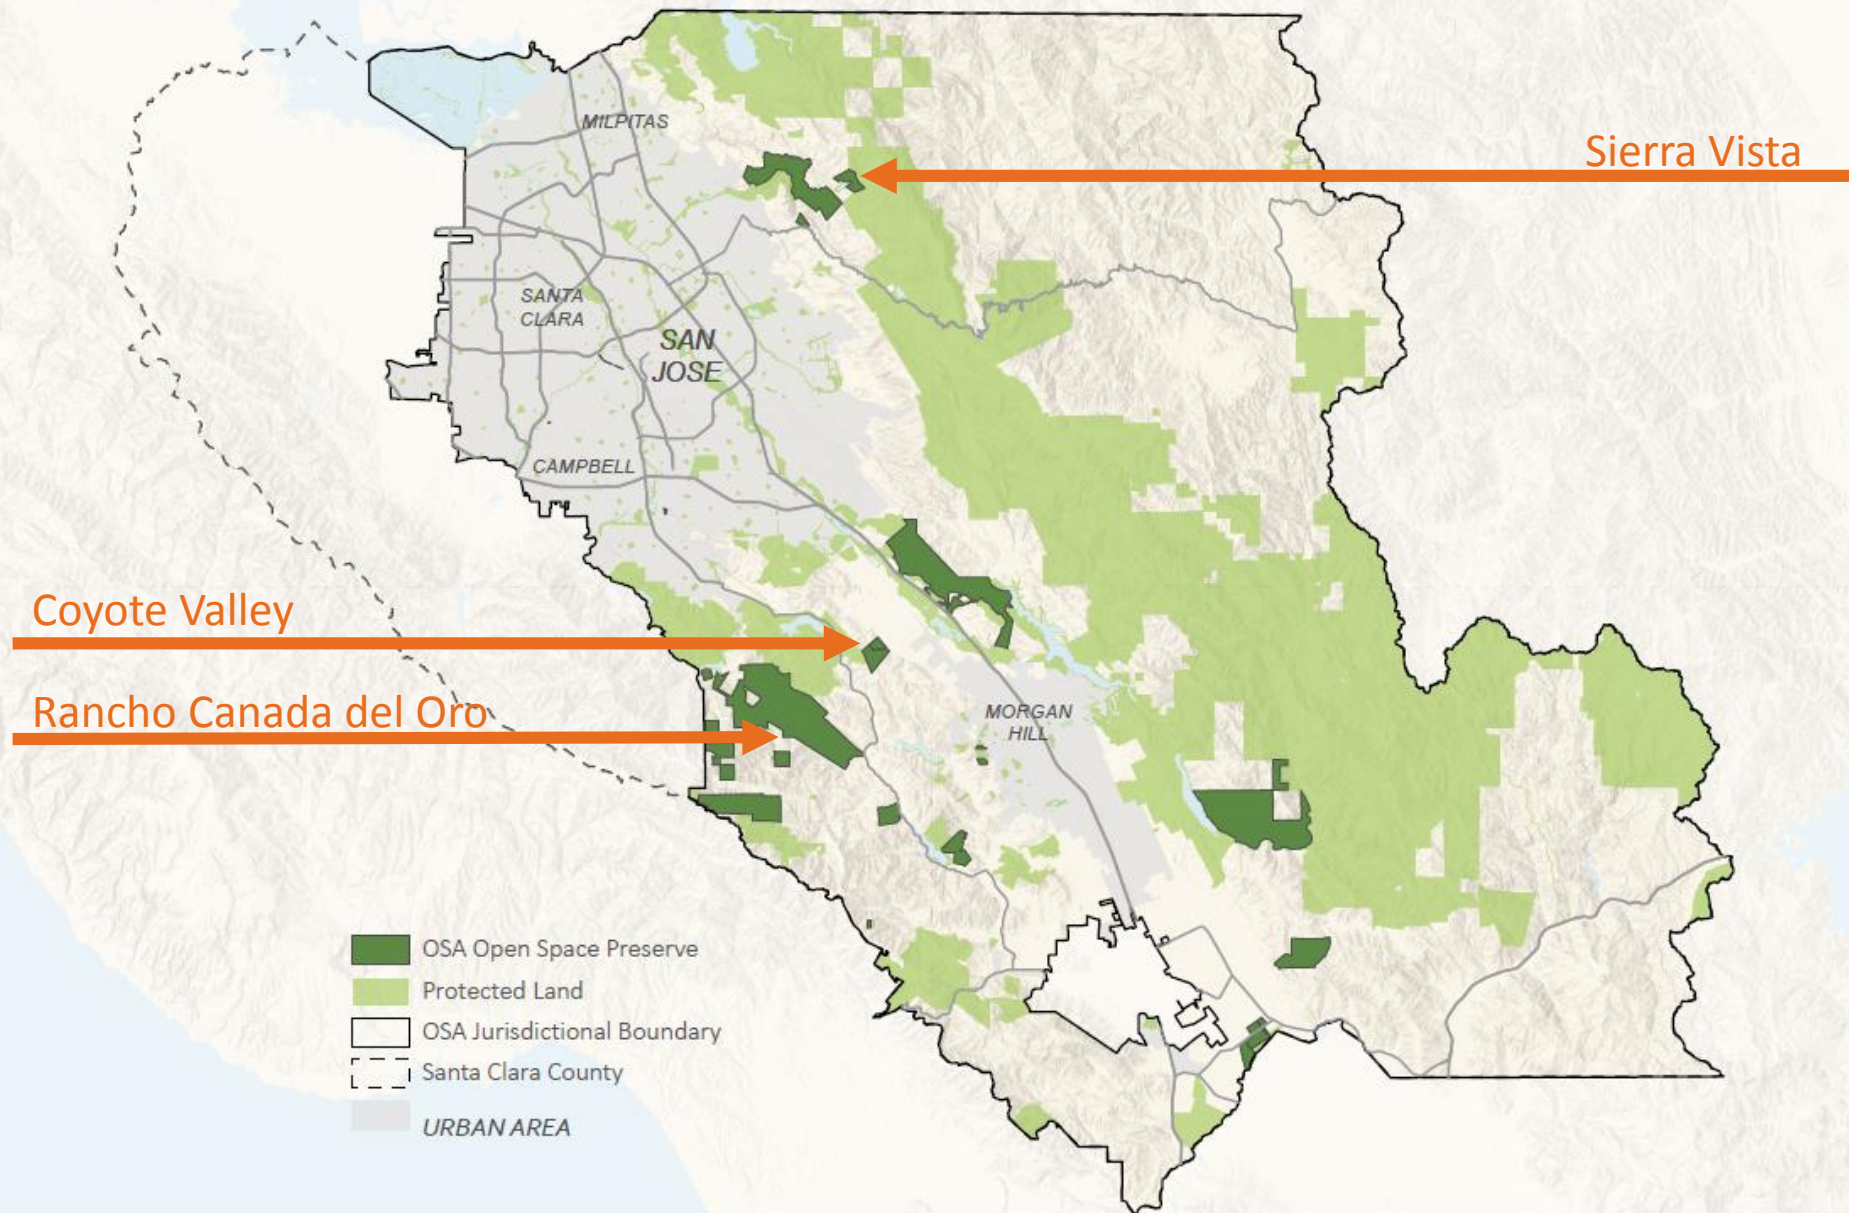 MILPITAS
Sierra Vista
SANTA
CLARA
SAN
JOSE
CAMPBELL
Coyote Valley
Rancho Canada del Oro
MORGAN
HILL
OSA Open Space Preserve
Protected Land
OSA Jurisdictional Boundary
Santa Clara County
URBAN AREA